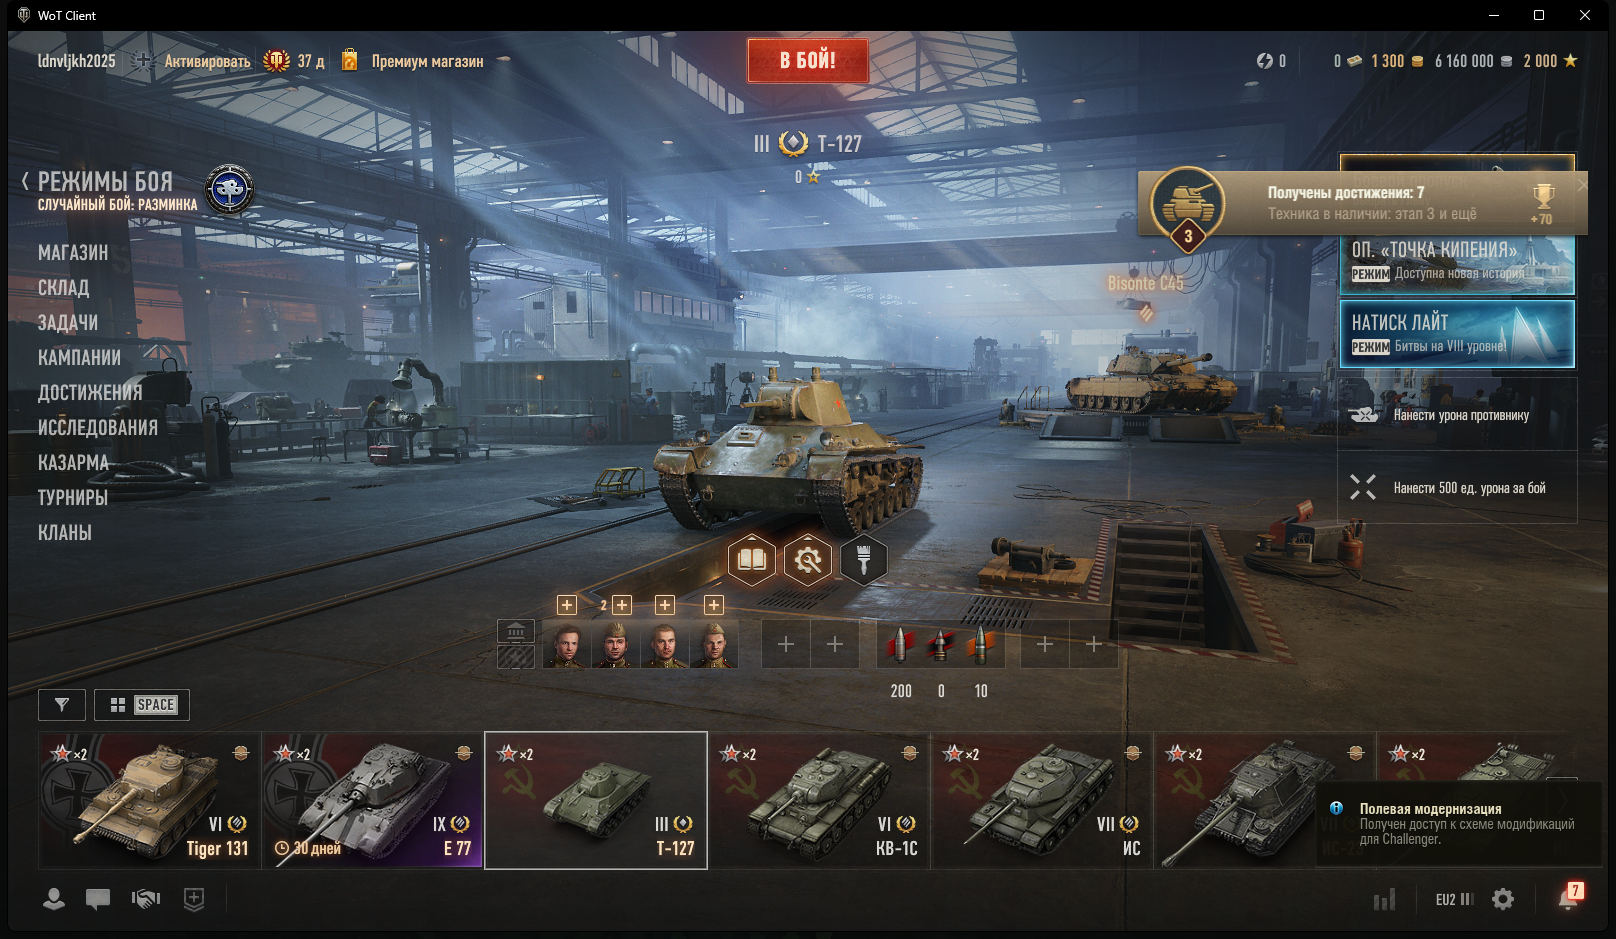 WoT Client
ldnvljkh2025
Активировать
37 д
Премиум магазин
В БОЙ!
0
0
1 300
6 160 000
2 000
III Т-127
0
РЕЖИМЫ БОЯ
СЛУЧАЙНЫЙ БОЙ: РАЗМИНКА
МАГАЗИН
СКЛАД
ЗАДАЧИ
КАМПАНИИ
ДОСТИЖЕНИЯ
ИССЛЕДОВАНИЯ
КАЗАРМА
ТУРНИРЫ
КЛАНЫ
Получены достижения: 7
Техника в наличии: этап 3 и ещё
+70
3
ОП. «ТОЧКА КИПЕНИЯ»
РЕЖИМ Доступна новая история
Bisonte C45
НАТИСК ЛАЙТ
РЕЖИМ Битвы на VIII уровне!
Нанести урона противнику
Нанести 500 ед. урона за бой
2
200 0 10
SPACE
×2
VI
Tiger 131
×2
IX
30 дней
E 77
×2
III
Т-127
×2
VI
КВ-1С
×2
VII
ИС
×2
×2
Полевая модернизация
Получен доступ к схеме модификаций
для Challenger.
EU2
7